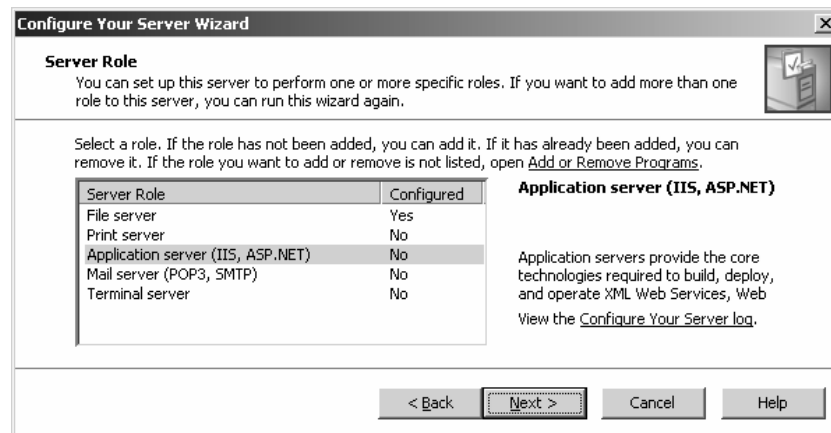 Configure Your Server Wizard
Server Role
You can set up this server to perform one or more specific roles. If you want to add more than one
role to this server, you can run this wizard again.
Select a role. If the role has not been added, you can add it. If it has already been added, you can
remove it. If the role you want to add or remove is not listed, open Add or Remove Programs.
Server Role Configured
File server Yes
Print server No
Application server (IIS, ASP.NET) No
Mail server (POP3, SMTP) No
Terminal server No
Application server (IIS, ASP.NET)
Application servers provide the core
technologies required to build, deploy,
and operate XML Web Services, Web
View the Configure Your Server log.
< Back Next > Cancel Help